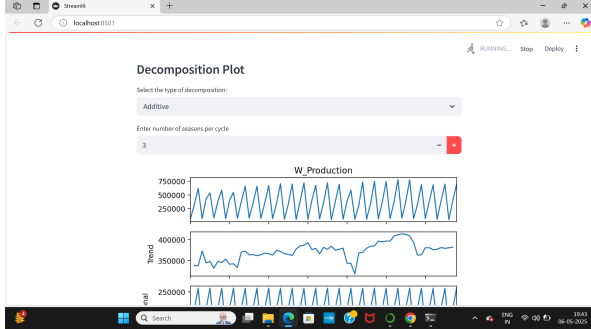 Streamlit
localhost:8501
RUNNING... Stop Deploy
Decomposition Plot
Select the type of decomposition:
Additive
Enter number of seasons per cycle
3
W_Production
750000
500000
250000
400000
350000
Trend
250000
nal
Search
ENG
IN
19:43
06-05-2025